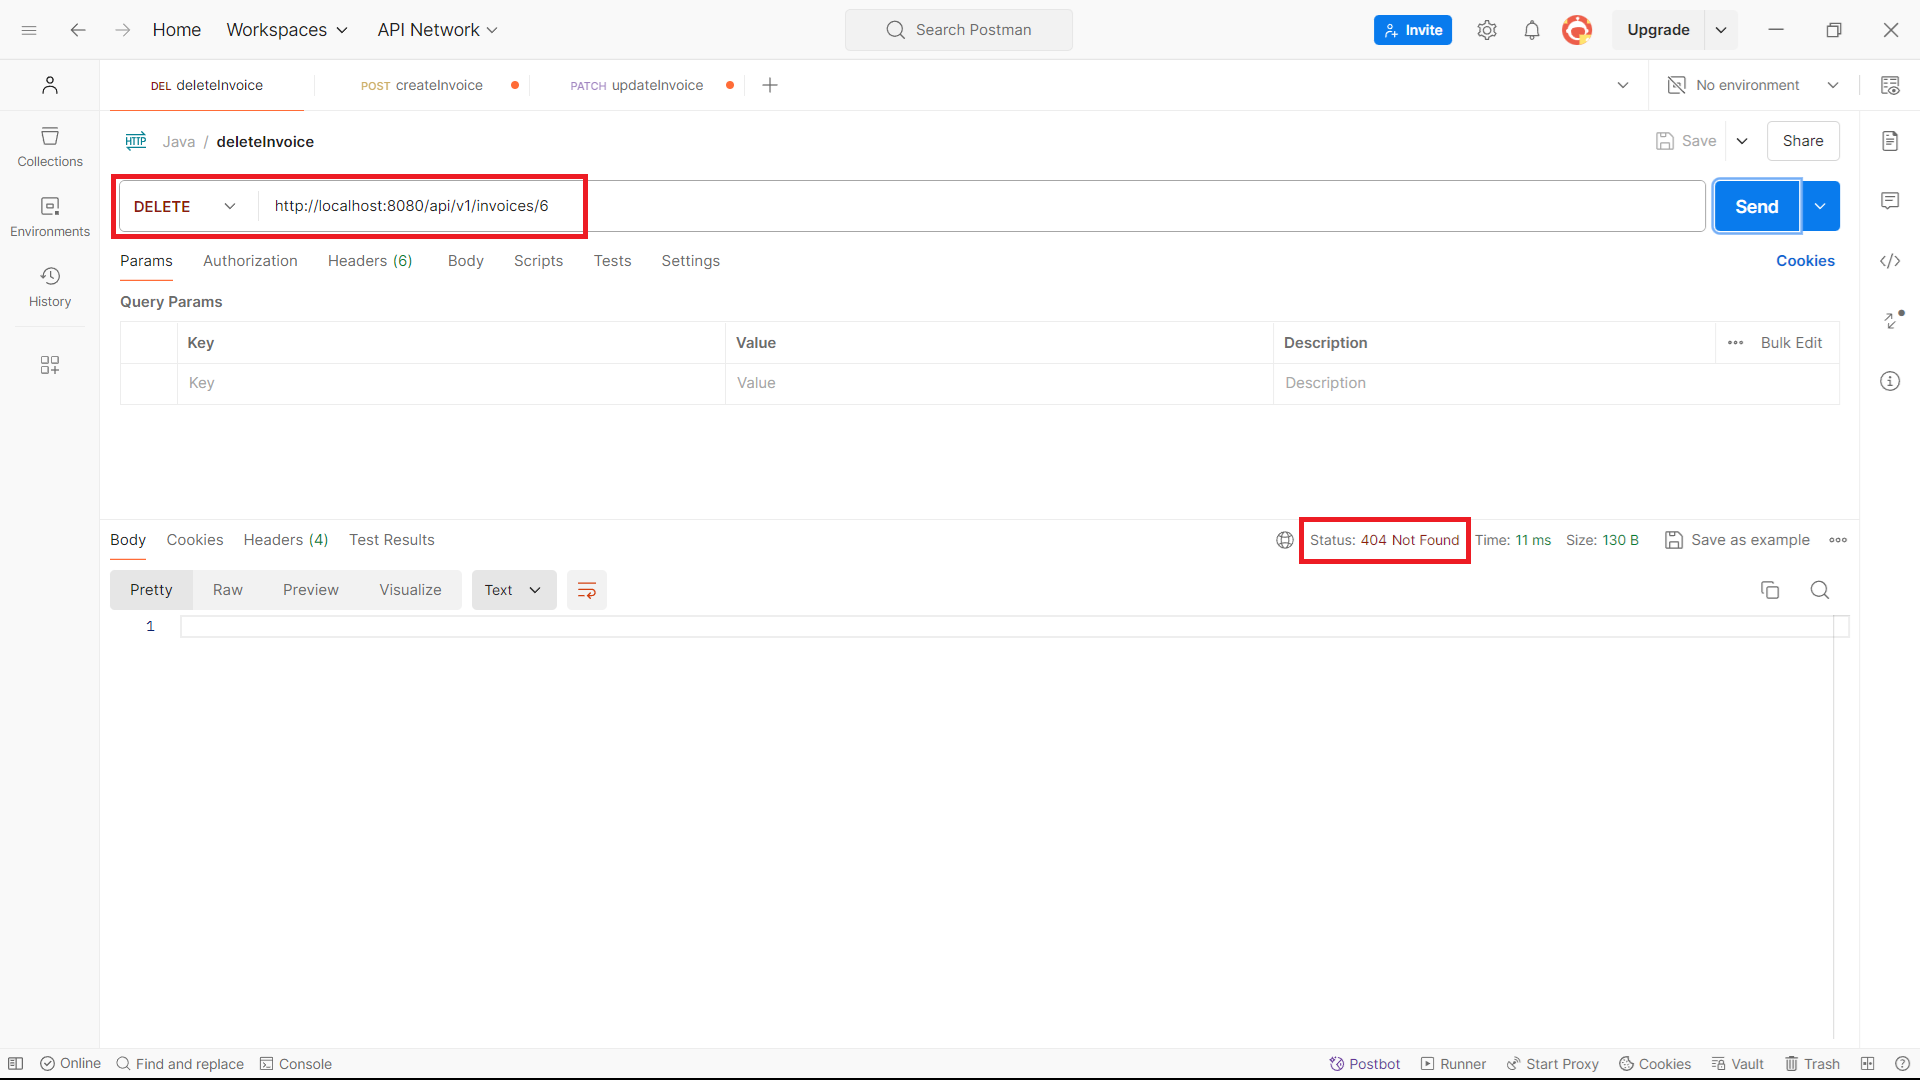 Home Workspaces API Network Search Postman Invite Upgrade
DEL deleteInvoice POST createInvoice PATCH updateInvoice No environment
HTTP Java / deleteInvoice Save Share
Collections
DELETE http://localhost:8080/api/v1/invoices/6 Send
Environments
Params Authorization Headers (6) Body Scripts Tests Settings Cookies
History
Query Params
Key Value Description Bulk Edit
Key Value Description
Body Cookies Headers (4) Test Results Status: 404 Not Found Time: 11 ms Size: 130 B Save as example
Pretty Raw Preview Visualize Text
1
Online Find and replace Console Postbot Runner Start Proxy Cookies Vault Trash